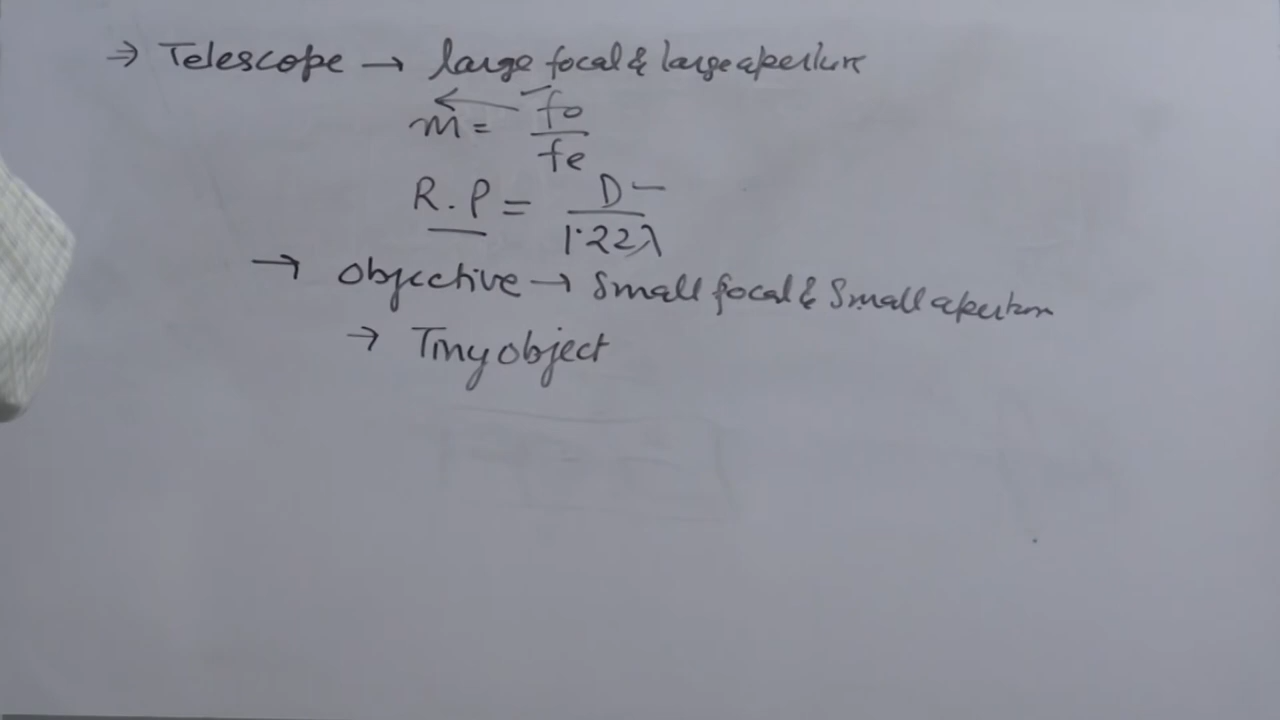 → Telescope → large focal & large aperture
m = fo/fe
R.P = D/1.22λ
→ Objective → Small focal & Small aperture
→ Tiny object